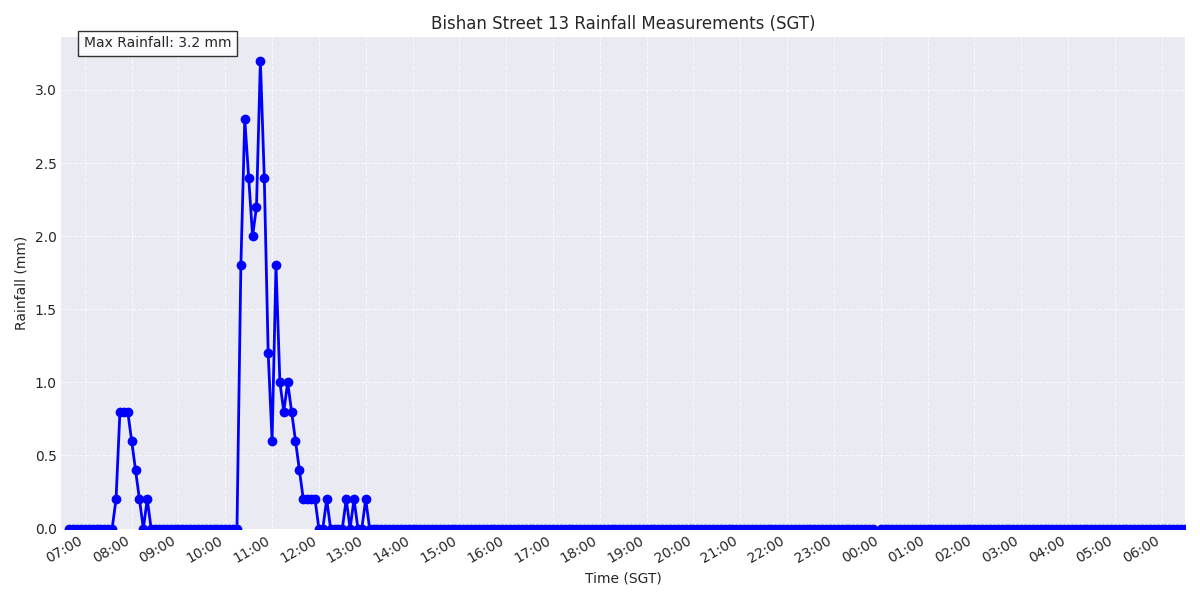 Bishan Street 13 Rainfall Measurements (SGT)
Max Rainfall: 3.2 mm
Rainfall (mm)
3.0
2.5
2.0
1.5
1.0
0.5
0.0
07:00 08:00 09:00 10:00 11:00 12:00 13:00 14:00 15:00 16:00 17:00 18:00 19:00 20:00 21:00 22:00 23:00 00:00 01:00 02:00 03:00 04:00 05:00 06:00
Time (SGT)